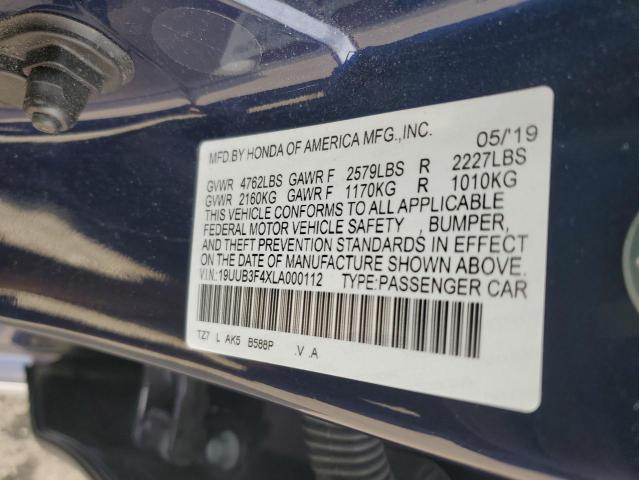 MFD.BY HONDA OF AMERICA MFG.,INC. 05/'19
GVWR 4762LBS GAWR F 2579LBS R 2227LBS
GVWR 2160KG GAWR F 1170KG R 1010KG
THIS VEHICLE CONFORMS TO ALL APPLICABLE
FEDERAL MOTOR VEHICLE SAFETY , BUMPER,
AND THEFT PREVENTION STANDARDS IN EFFECT
ON THE DATE OF MANUFACTURE SHOWN ABOVE.
V.I.N:19UUB3F4XLA000112 TYPE:PASSENGER CAR
TZ7 L AK5 B588P .V .A